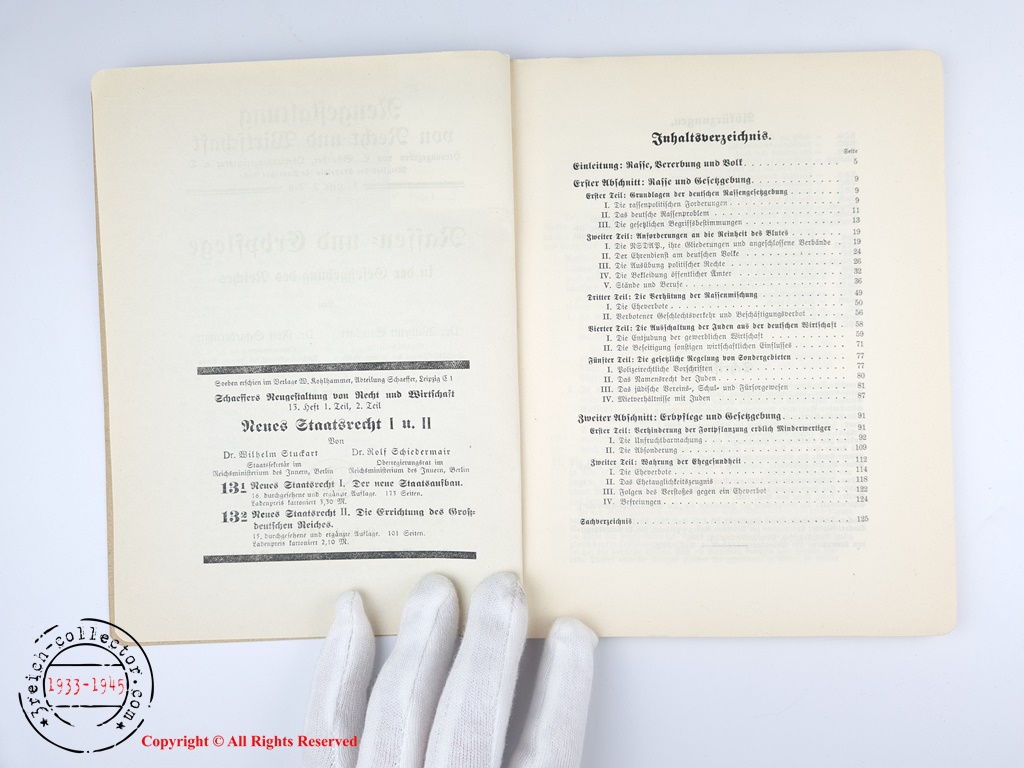 Soeben erschien im Verlage W. Kohlhammer, Abteilung Schaeffer, Leipzig C 1
Schaeffers Neugestaltung von Recht und Wirtschaft
13. Heft 1. Teil, 2. Teil
Neues Staatsrecht I u. II
Von
Dr. Wilhelm Stuckart Dr. Rolf Schiedermair
Staatssekretär im Oberregierungsrat im
Reichsministerium des Innern, Berlin Reichsministerium des Innern, Berlin
13¹ Neues Staatsrecht I. Der neue Staatsaufbau.
16. durchgesehene und ergänzte Auflage. 173 Seiten.
Ladenpreis kartoniert 3,30 M.
13² Neues Staatsrecht II. Die Errichtung des Groß-
deutschen Reiches.
15. durchgesehene und ergänzte Auflage. 101 Seiten.
Ladenpreis kartoniert 2,10 M.
Inhaltsverzeichnis.
Seite
Einleitung: Rasse, Vererbung und Volk . . . 5
Erster Abschnitt: Rasse und Gesetzgebung . . . 9
Erster Teil: Grundlagen der deutschen Rassengesetzgebung . . . 9
I. Die rassenpolitischen Forderungen . . . 9
II. Das deutsche Rassenproblem . . . 11
III. Die gesetzlichen Begriffsbestimmungen . . . 13
Zweiter Teil: Anforderungen an die Reinheit des Blutes . . . 19
I. Die NSDAP., ihre Gliederungen und angeschlossene Verbände . . . 19
II. Der Ehrendienst am deutschen Volke . . . 24
III. Die Ausübung politischer Rechte . . . 26
IV. Die Bekleidung öffentlicher Ämter . . . 32
V. Stände und Berufe . . . 36
Dritter Teil: Die Verhütung der Rassenmischung . . . 49
I. Die Eheverbote . . . 50
II. Verbotener Geschlechtsverkehr und Beschäftigungsverbot . . . 56
Vierter Teil: Die Ausschaltung der Juden aus der deutschen Wirtschaft . . . 58
I. Die Entjudung der gewerblichen Wirtschaft . . . 59
II. Die Beseitigung sonstigen wirtschaftlichen Einflusses . . . 71
Fünfter Teil: Die gesetzliche Regelung von Sondergebieten . . . 77
I. Polizeirechtliche Vorschriften . . . 77
II. Das Namensrecht der Juden . . . 80
III. Das jüdische Vereins-, Schul- und Fürsorgewesen . . . 81
IV. Mietverhältnisse mit Juden . . . 87
Zweiter Abschnitt: Erbpflege und Gesetzgebung . . . 91
Erster Teil: Verhinderung der Fortpflanzung erblich Minderwertiger . . . 91
I. Die Unfruchtbarmachung . . . 92
II. Die Absonderung . . . 109
Zweiter Teil: Wahrung der Ehegesundheit . . . 112
I. Die Eheverbote . . . 114
II. Das Ehetauglichkeitszeugnis . . . 118
III. Folgen des Verstoßes gegen ein Eheverbot . . . 122
IV. Befreiungen . . . 124
Sachverzeichnis . . . 125
3reich-collector.com
1933-1945
Copyright © All Rights Reserved